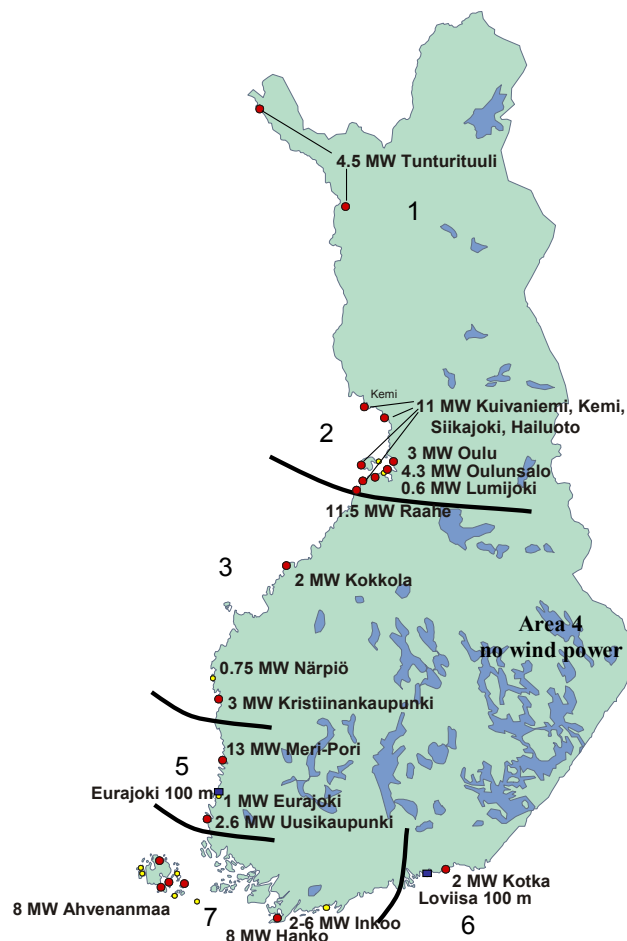 4.5 MW Tunturituuli
1
Kemi
11 MW Kuivaniemi, Kemi,
Siikajoki, Hailuoto
2
3 MW Oulu
4.3 MW Oulunsalo
0.6 MW Lumijoki
11.5 MW Raahe
3
2 MW Kokkola
Area 4
no wind power
0.75 MW Närpiö
3 MW Kristiinankaupunki
13 MW Meri-Pori
5
Eurajoki 100 m
1 MW Eurajoki
2.6 MW Uusikaupunki
2 MW Kotka
Loviisa 100 m
8 MW Ahvenanmaa
7
2-6 MW Inkoo
6
8 MW Hanko